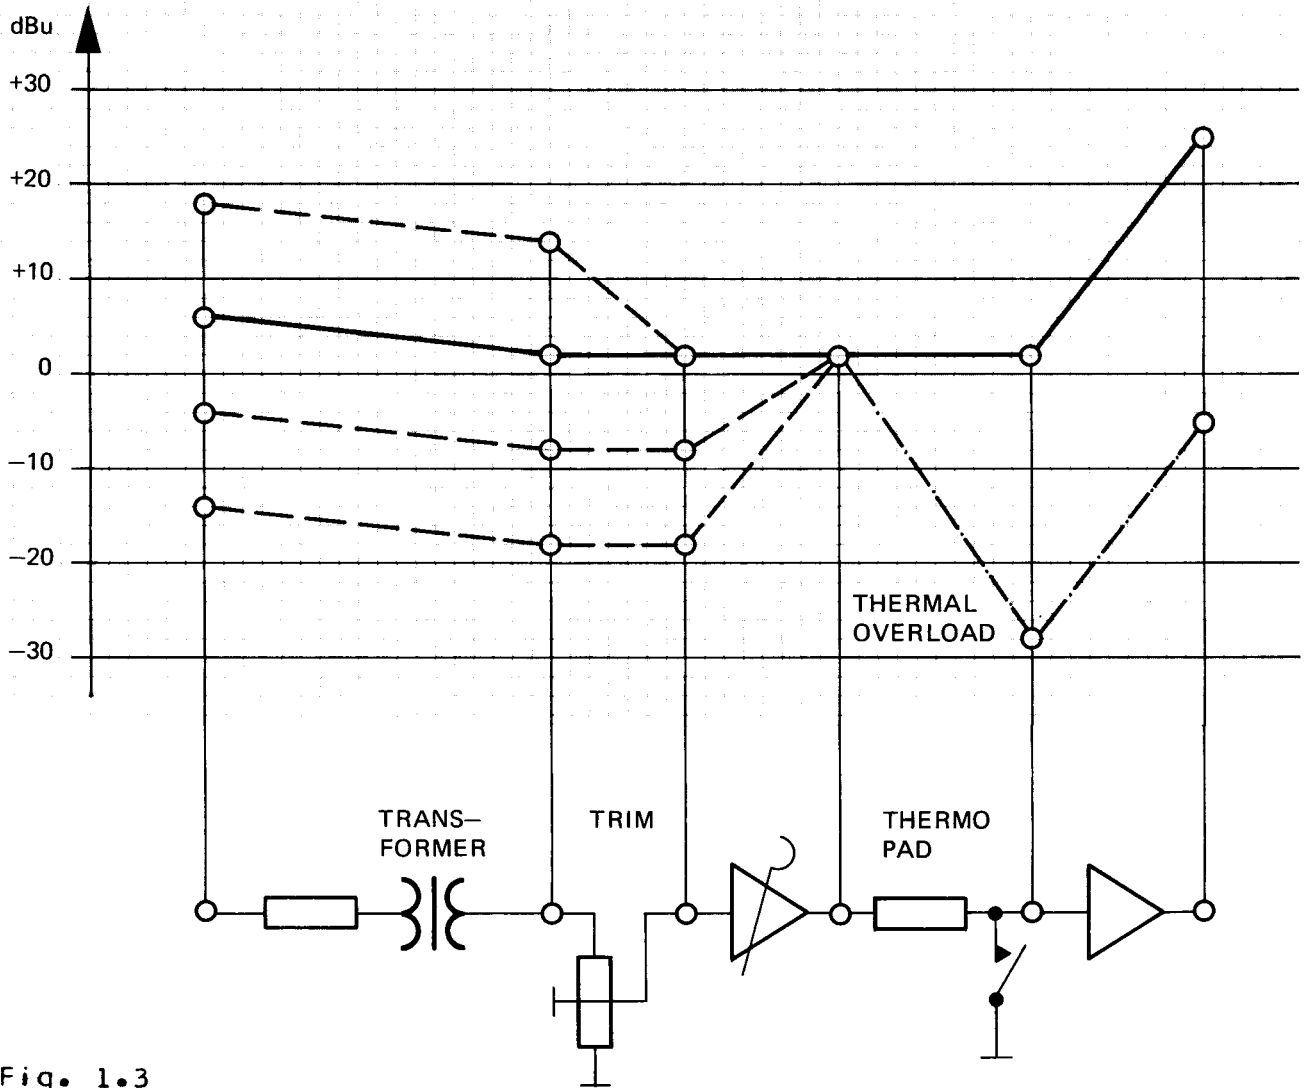 dBu
+30
+20
+10
0
−10
−20
−30
THERMAL
OVERLOAD
TRANS−
FORMER
TRIM
THERMO
PAD
Fig. 1.3